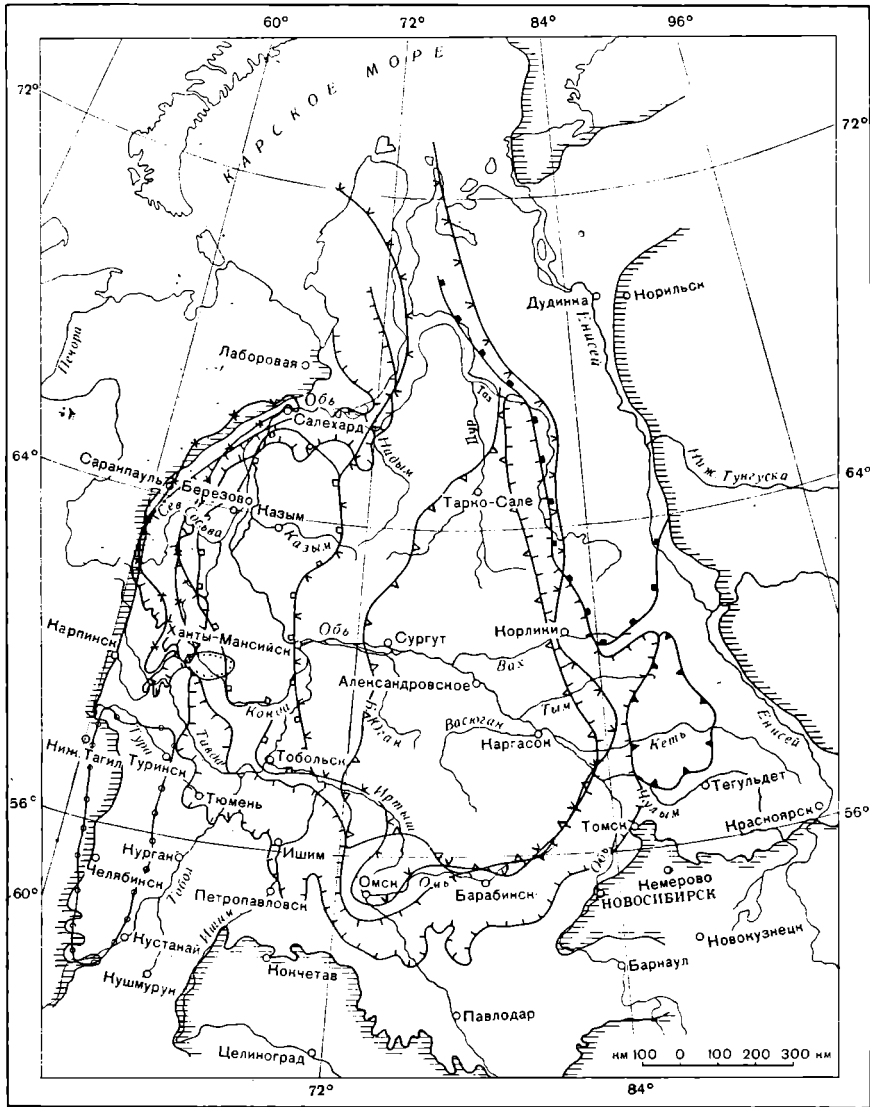 60°
72°
84°
96°
72°
КАРСКОЕ МОРЕ
72°
Дудинка
Норильск
Енисей
Печора
Лаборовая
Обь
Салехард
Таз
Пур
Надым
64°
Ниж Тунгуска
64°
Саранпауль
Березово
Казым
Тарко-Сале
Сев Сосьва
Казым
Карпинск
Ханты-Мансийск
Обь
Сургут
Корлики
Вах
Александровское
Тым
Конда
Васюган
Каргасок
Кеть
Енисей
Тура
Тавда
Ниж. Тагил
Туринск
Тобольск
Тегульдет
56°
Тюмень
Иртыш
Чулым
Томск
Красноярск
56°
Курган
Ишим
Челябинск
Тобол
Омск
Омь
Барабинск
Обь
Кемерово
60°
Петропавловск
НОВОСИБИРСК
Кустанай
Ишим
Новокузнецк
Кушмурун
Кокчетав
Барнаул
Павлодар
Целиноград
км 100 0 100 200 300 км
72°
84°